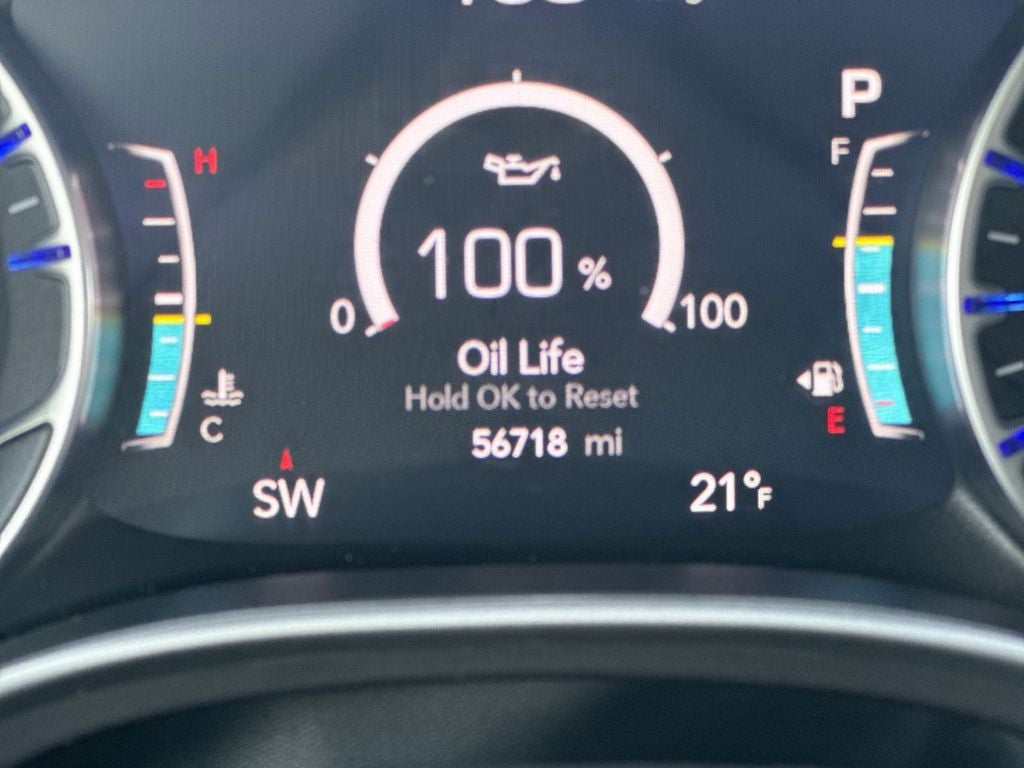 P
H
F
100 %
0
100
Oil Life
Hold OK to Reset
E
C
56718 mi
SW
21°F